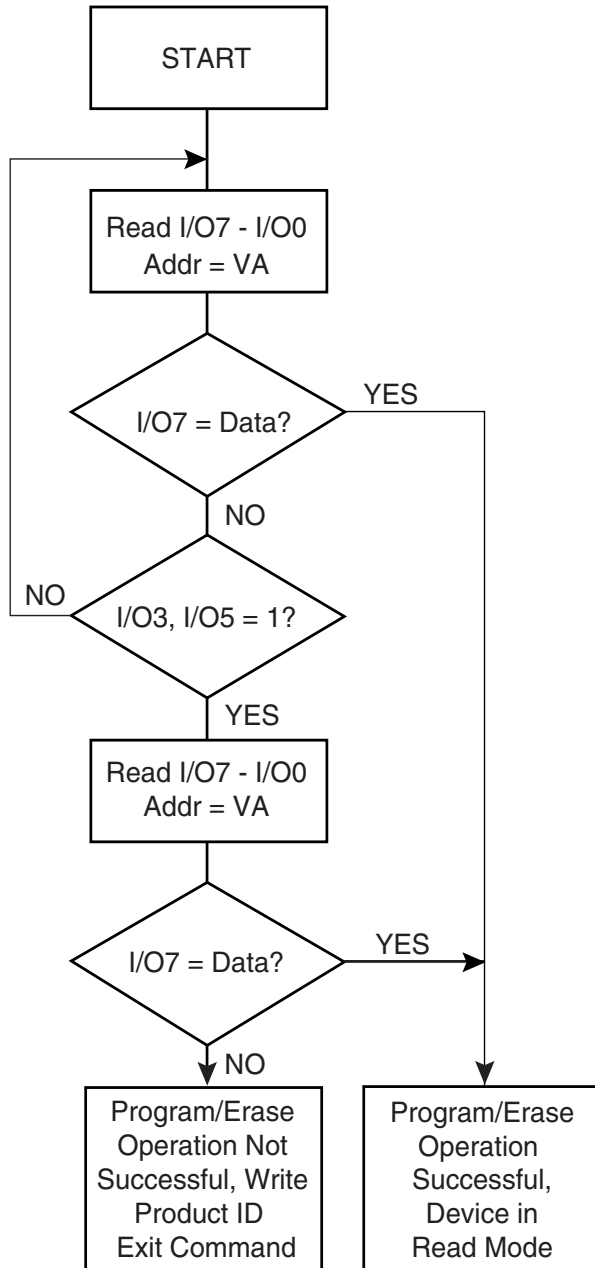 START
Read I/O7 - I/O0
Addr = VA
I/O7 = Data?
YES
NO
I/O3, I/O5 = 1?
NO
YES
Read I/O7 - I/O0
Addr = VA
I/O7 = Data?
YES
NO
Program/Erase
Operation Not
Successful, Write
Product ID
Exit Command
Program/Erase
Operation
Successful,
Device in
Read Mode